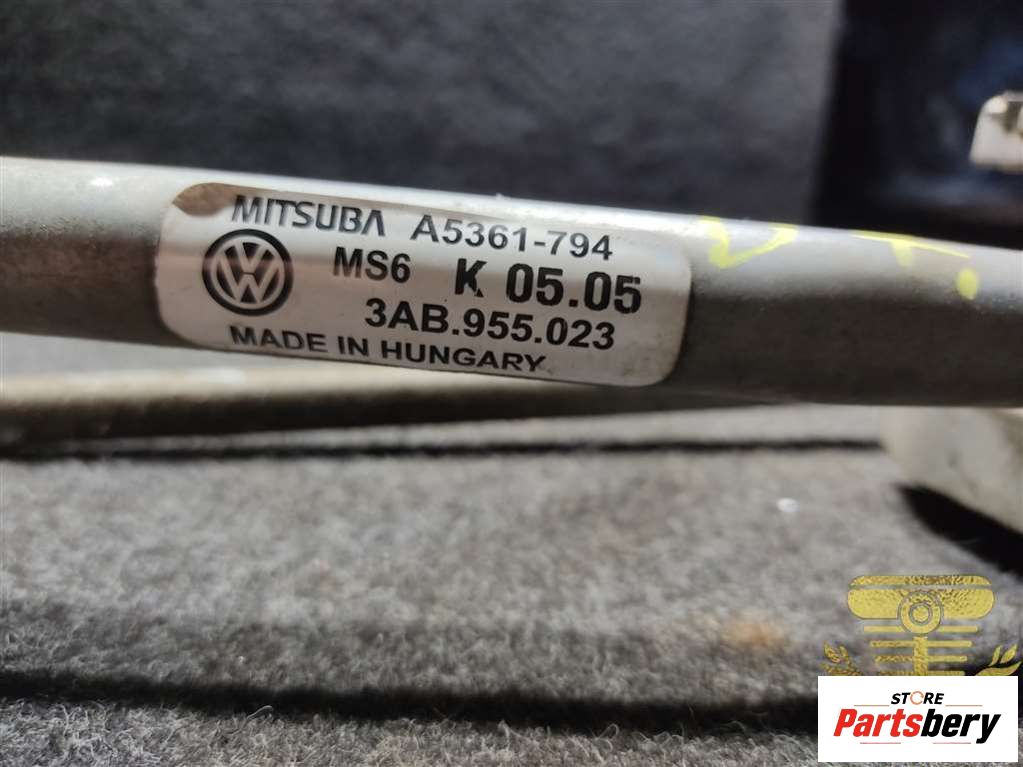 MITSUBA A5361-794
MS6 K 05.05
3AB.955.023
MADE IN HUNGARY
STORE
Partsbery